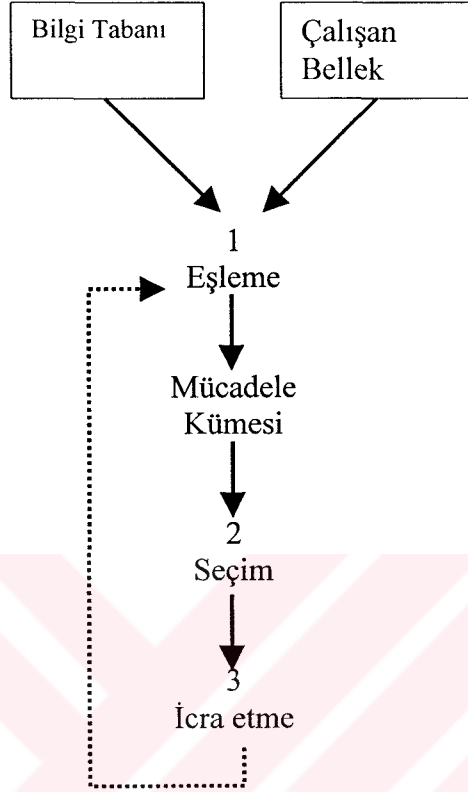 Bilgi Tabanı
Çalışan
Bellek
1
Eşleme
Mücadele
Kümesi
2
Seçim
3
İcra etme